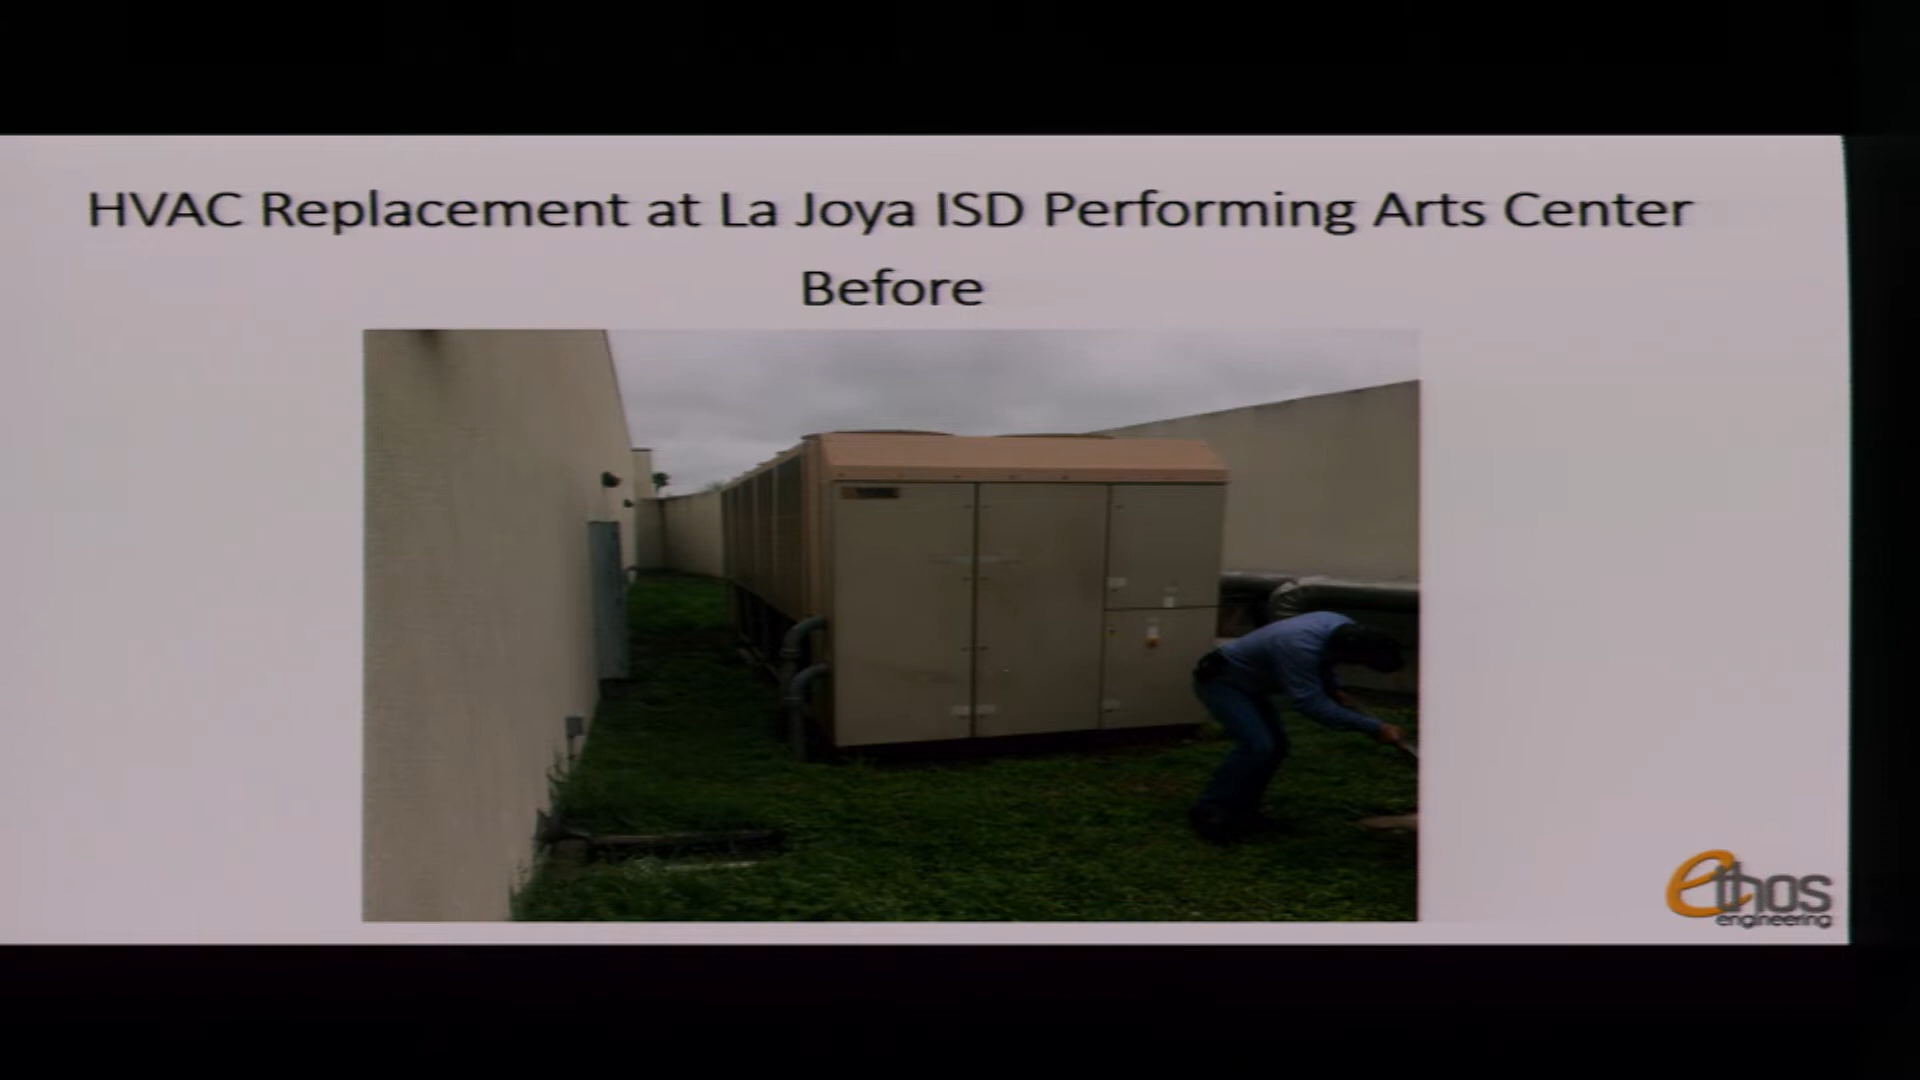 HVAC Replacement at La Joya ISD Performing Arts Center
Before
ethos
engineering